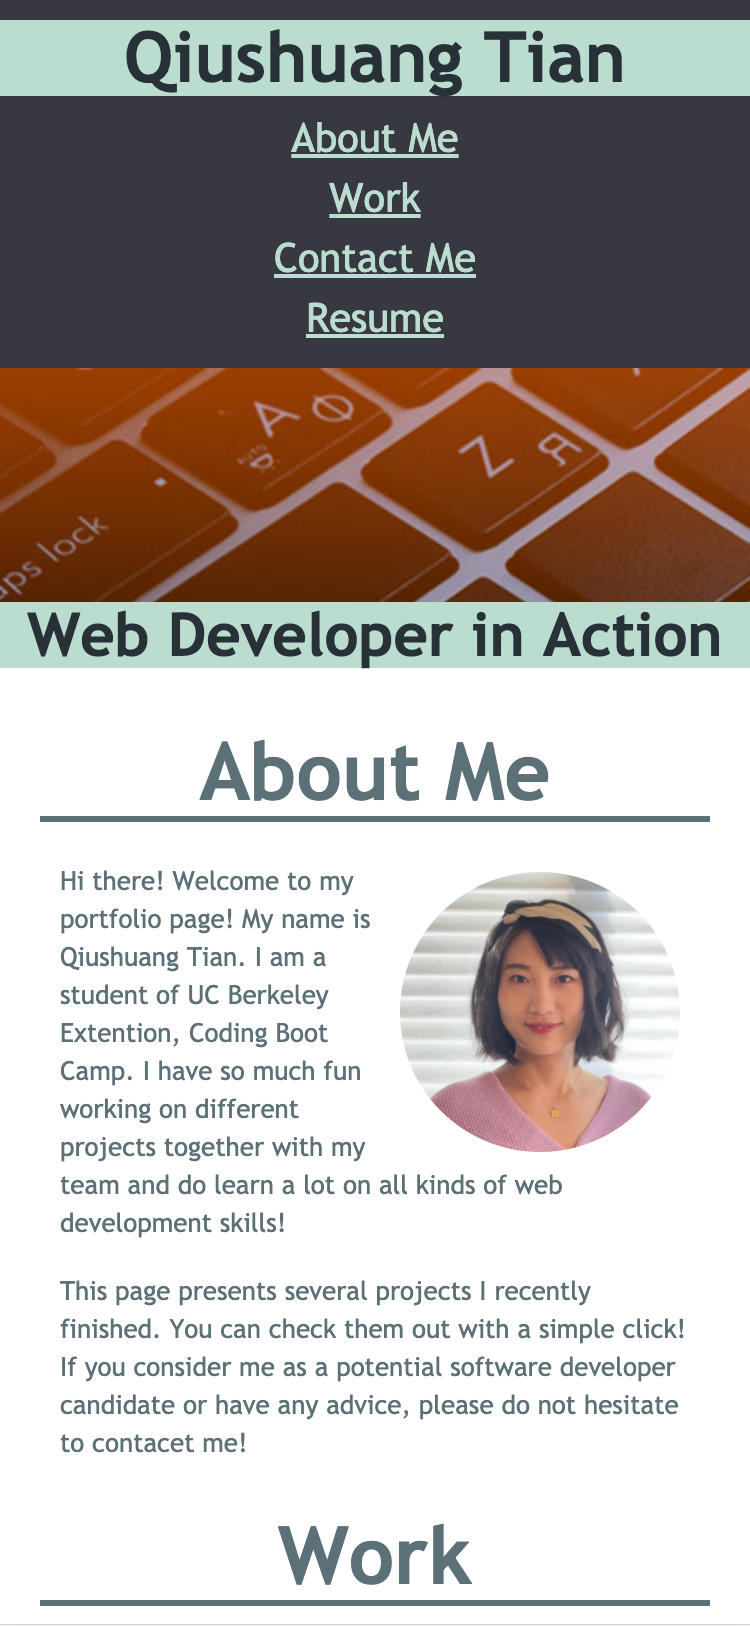 Qiushuang Tian
About Me
Work
Contact Me
Resume
A Ф
AUTO
Z Я
aps lock
Web Developer in Action
About Me
Hi there! Welcome to my
portfolio page! My name is
Qiushuang Tian. I am a
student of UC Berkeley
Extention, Coding Boot
Camp. I have so much fun
working on different
projects together with my
team and do learn a lot on all kinds of web
development skills!
This page presents several projects I recently
finished. You can check them out with a simple click!
If you consider me as a potential software developer
candidate or have any advice, please do not hesitate
to contacet me!
Work